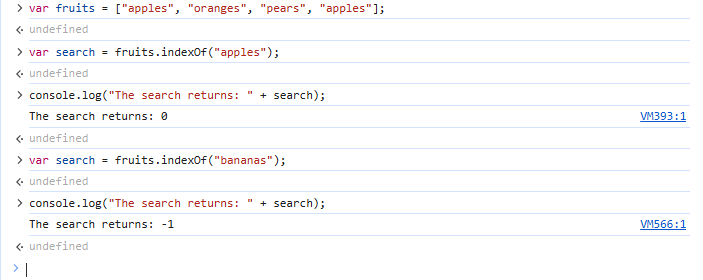 > var fruits = ["apples", "oranges", "pears", "apples"];
undefined
> var search = fruits.indexOf("apples");
undefined
> console.log("The search returns: " + search);
The search returns: 0 VM393:1
undefined
> var search = fruits.indexOf("bananas");
undefined
> console.log("The search returns: " + search);
The search returns: -1 VM566:1
undefined
>